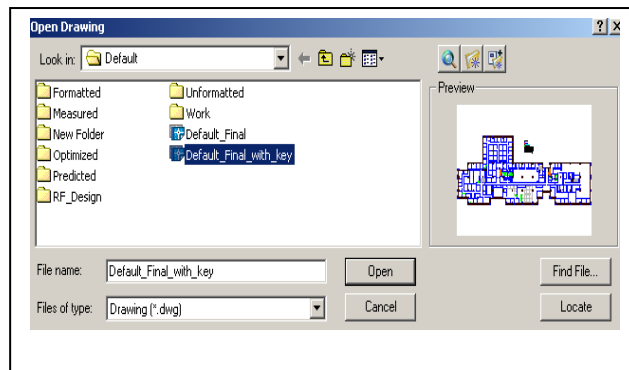 Open Drawing
Look in: Default
Formatted Unformatted
Measured Work
New Folder Default_Final
Optimized Default_Final_with_key
Predicted
RF_Design
Preview
File name: Default_Final_with_key Open Find File...
Files of type: Drawing (*.dwg) Cancel Locate